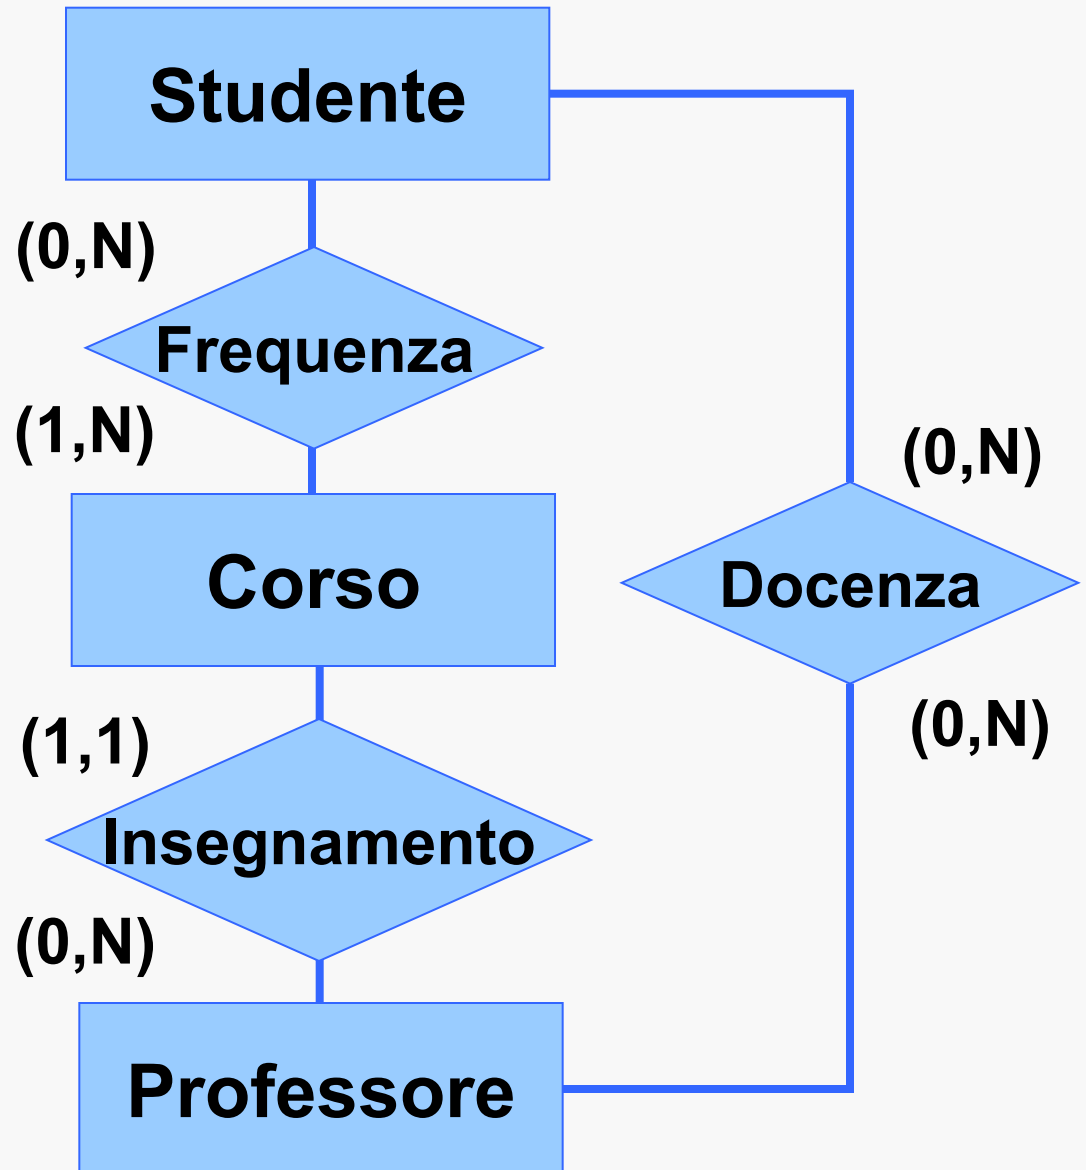 Studente
(0,N)
Frequenza
(1,N)
Corso
(1,1)
Insegnamento
(0,N)
Professore
(0,N)
Docenza
(0,N)